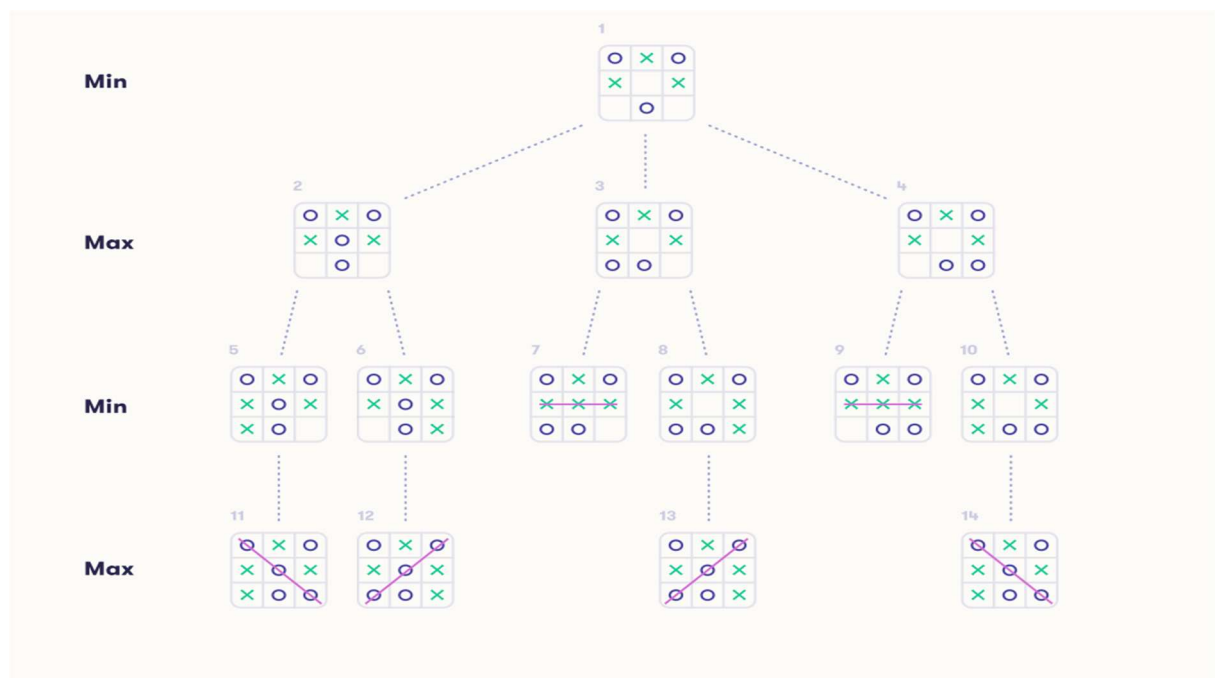 1
Min
O X O
X X
O
2 3 4
Max
O X O O X O O X O
X O X X X X X
O O O O O
5 6 7 8 9 10
Min
O X O O X O O X O O X O O X O O X O
X O X X O X X X X X X X X X X X
X O O X O O O O X O O X O O
11 12 13 14
Max
O X O O X O O X O O X O
X O X X O X X O X X O X
X O O O O X O O X X O O